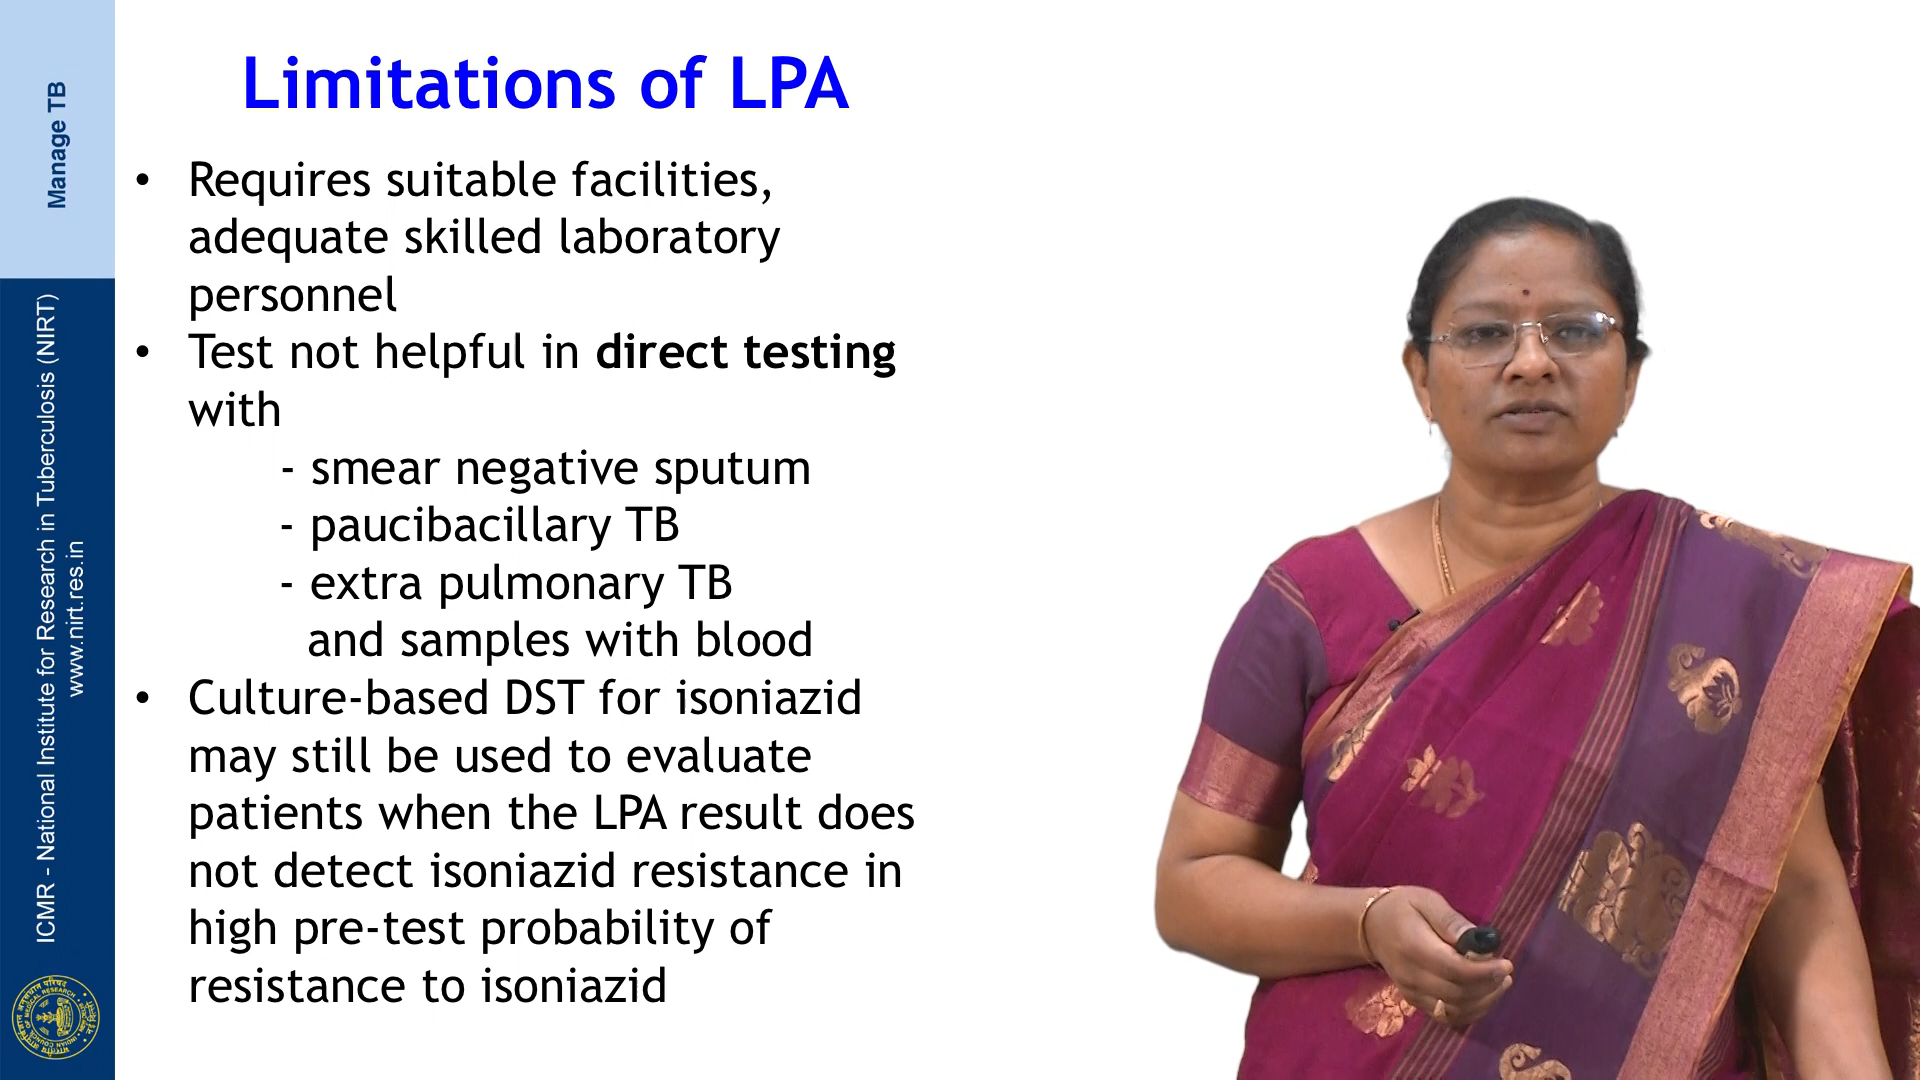 Limitations of LPA
• Requires suitable facilities,
adequate skilled laboratory
personnel
• Test not helpful in direct testing
with
- smear negative sputum
- paucibacillary TB
- extra pulmonary TB
and samples with blood
• Culture-based DST for isoniazid
may still be used to evaluate
patients when the LPA result does
not detect isoniazid resistance in
high pre-test probability of
resistance to isoniazid
Manage TB
ICMR - National Institute for Research in Tuberculosis (NIRT)
www.nirt.res.in